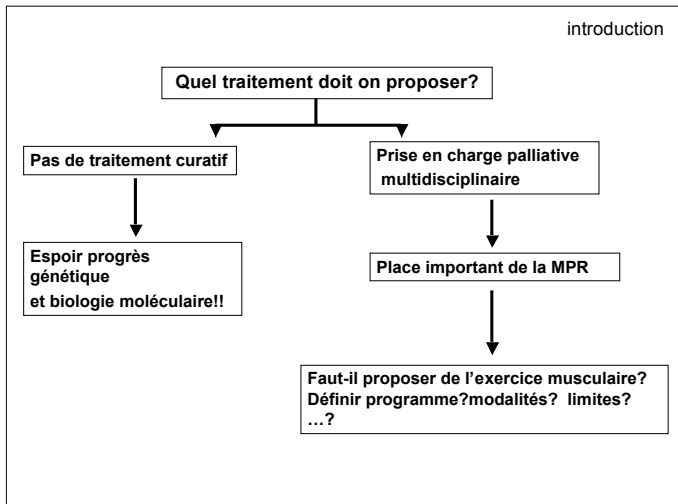 introduction
Quel traitement doit on proposer?
Pas de traitement curatif
Prise en charge palliative
multidisciplinaire
Espoir progrès
génétique
et biologie moléculaire!!
Place important de la MPR
Faut-il proposer de l’exercice musculaire?
Définir programme?modalités? limites?
…?